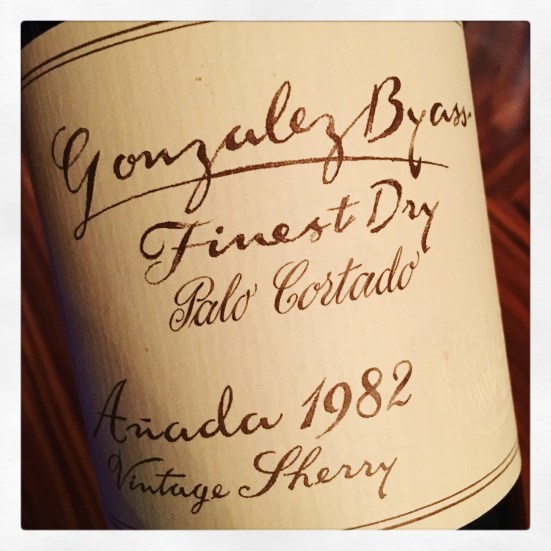 Gonzalez Byass
Finest Dry
Palo Cortado
Añada 1982
Vintage Sherry